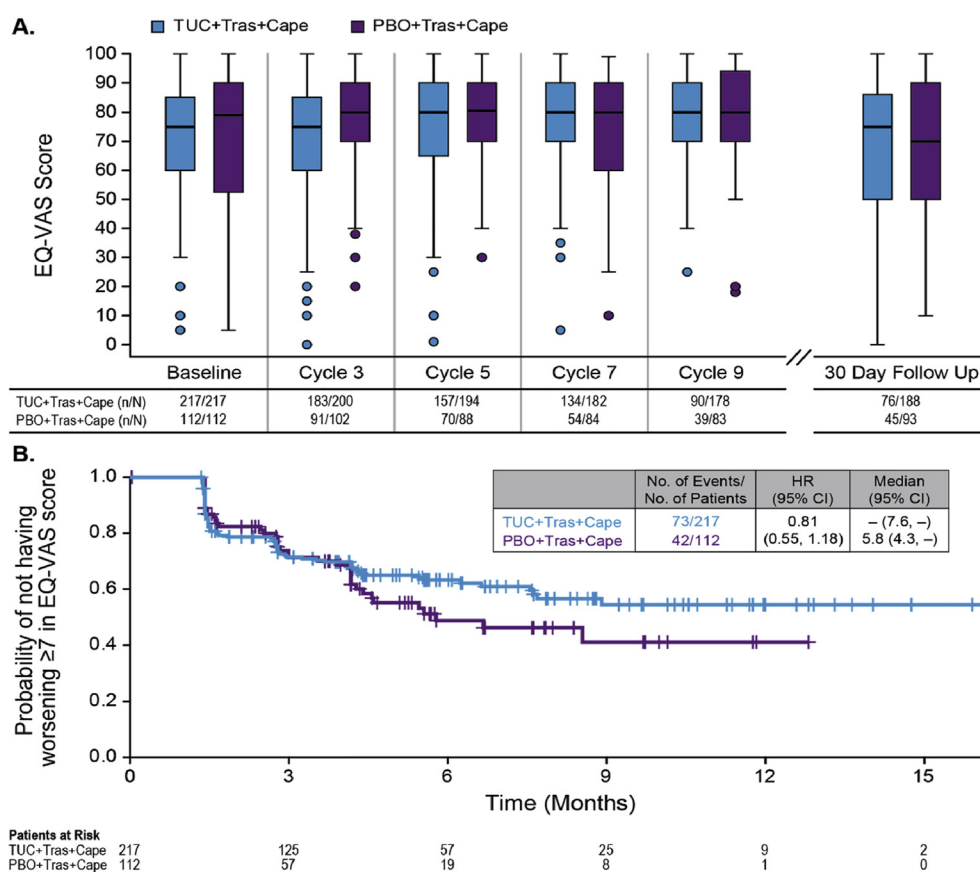 A.
TUC+Tras+Cape PBO+Tras+Cape
EQ-VAS Score
100
90
80
70
60
50
40
30
20
10
0
Baseline Cycle 3 Cycle 5 Cycle 7 Cycle 9 30 Day Follow Up
TUC+Tras+Cape (n/N) 217/217 183/200 157/194 134/182 90/178 76/188
PBO+Tras+Cape (n/N) 112/112 91/102 70/88 54/84 39/83 45/93
B.
Probability of not having
worsening ≥7 in EQ-VAS score
1.0
0.8
0.6
0.4
0.2
0.0
No. of Events/ HR Median
No. of Patients (95% CI) (95% CI)
TUC+Tras+Cape 73/217 0.81 – (7.6, –)
PBO+Tras+Cape 42/112 (0.55, 1.18) 5.8 (4.3, –)
0 3 6 9 12 15
Time (Months)
Patients at Risk
TUC+Tras+Cape 217 125 57 25 9 2
PBO+Tras+Cape 112 57 19 8 1 0